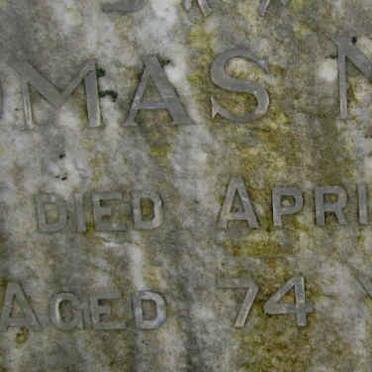 OMAS
DIED APRI
AGED 74